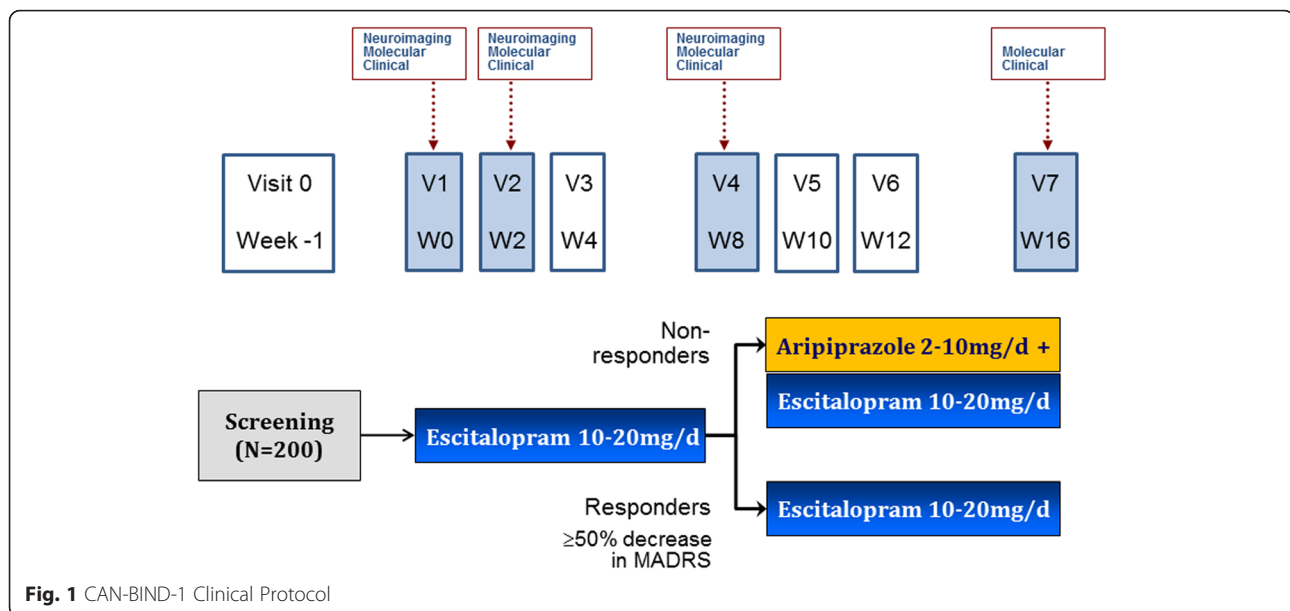 Neuroimaging
Molecular
Clinical
Neuroimaging
Molecular
Clinical
Neuroimaging
Molecular
Clinical
Molecular
Clinical
Visit 0
Week -1
V1
W0
V2
W2
V3
W4
V4
W8
V5
W10
V6
W12
V7
W16
Non-
responders
Aripiprazole 2-10mg/d +
Escitalopram 10-20mg/d
Screening
(N=200)
Escitalopram 10-20mg/d
Responders
≥50% decrease
in MADRS
Escitalopram 10-20mg/d
Fig. 1 CAN-BIND-1 Clinical Protocol